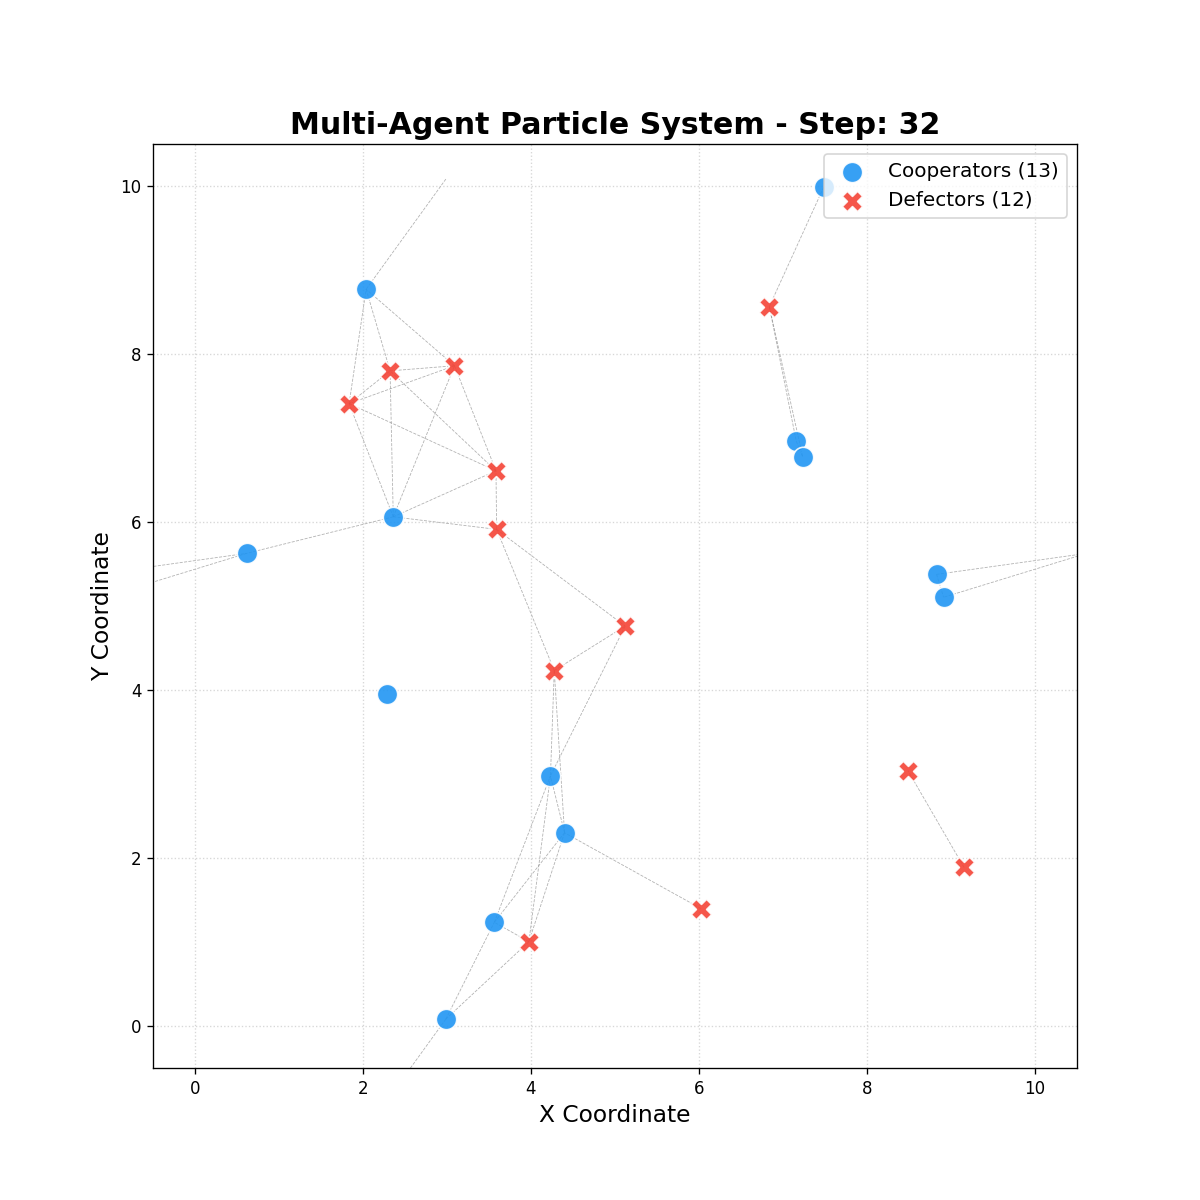 Multi-Agent Particle System - Step: 32
Cooperators (13)
Defectors (12)
Y Coordinate
10
8
6
4
2
0
0 2 4 6 8 10
X Coordinate